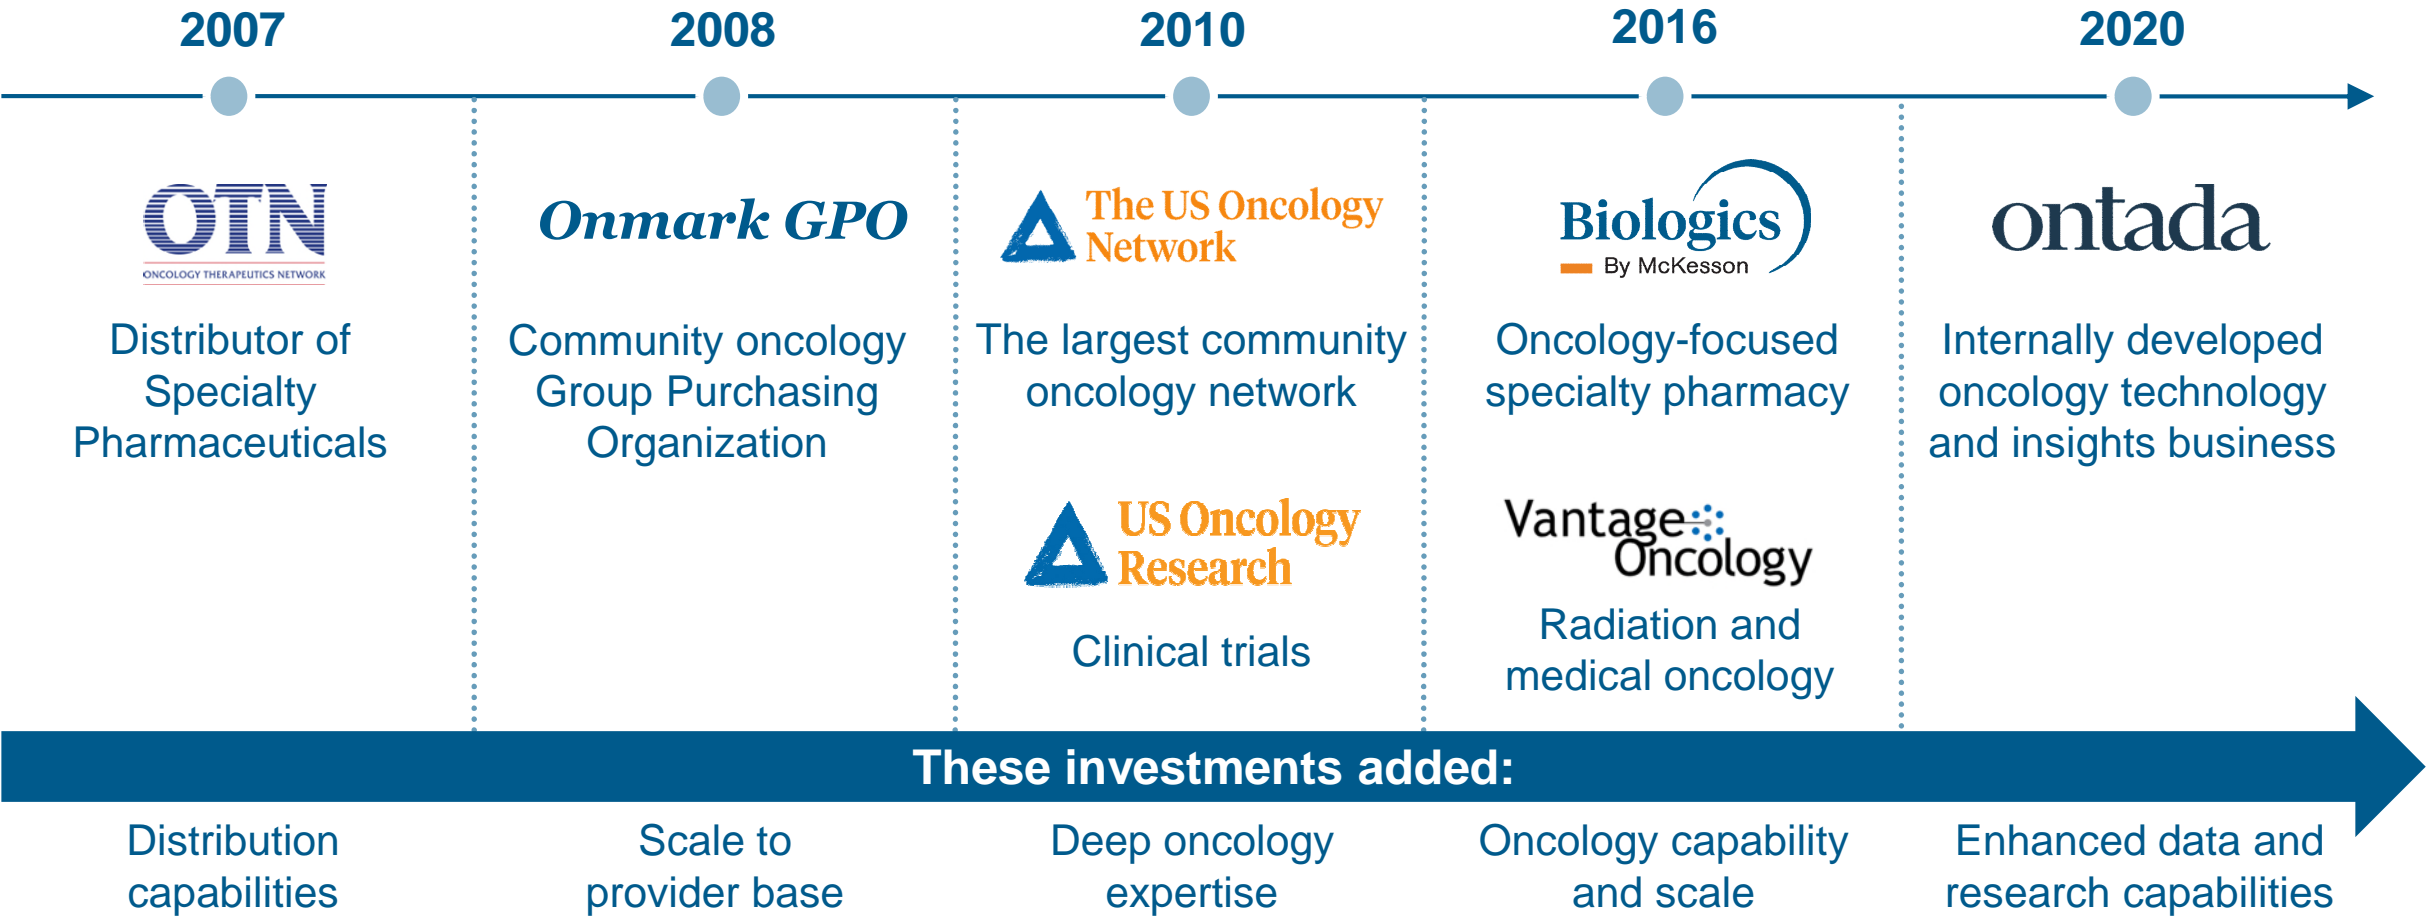 2007
2008
2010
2016
2020
OTN
ONCOLOGY THERAPEUTICS NETWORK
Distributor of
Specialty
Pharmaceuticals
Onmark GPO
Community oncology
Group Purchasing
Organization
The US Oncology
Network
The largest community
oncology network
US Oncology
Research
Clinical trials
Biologics
By McKesson
Oncology-focused
specialty pharmacy
Vantage
Oncology
Radiation and
medical oncology
ontada
Internally developed
oncology technology
and insights business
These investments added:
Distribution
capabilities
Scale to
provider base
Deep oncology
expertise
Oncology capability
and scale
Enhanced data and
research capabilities